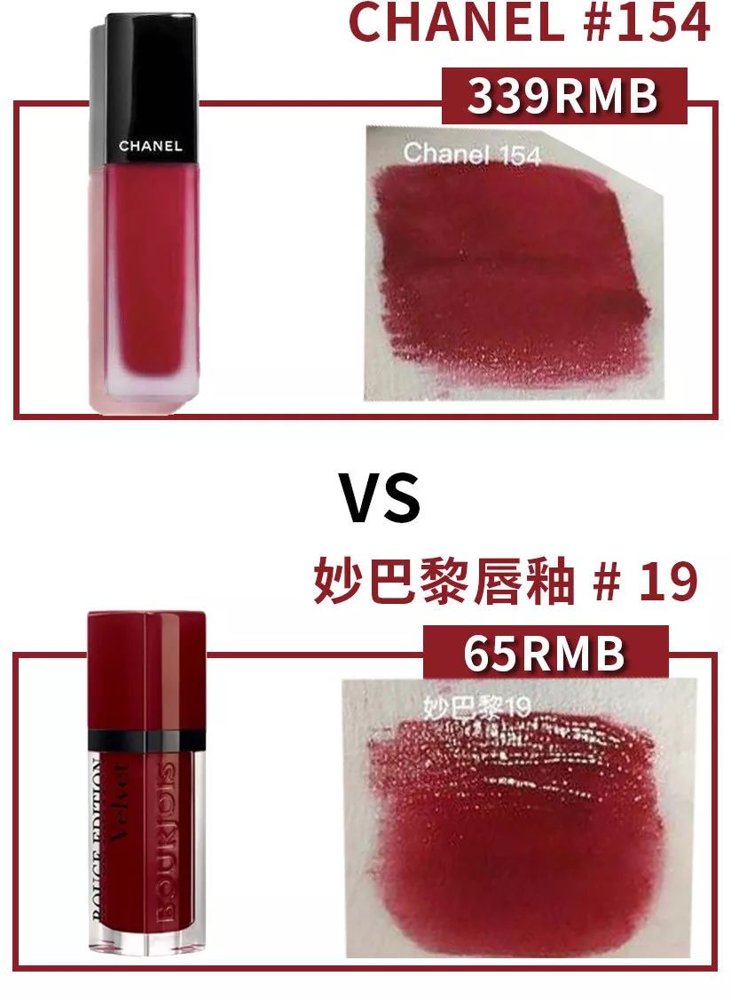 CHANEL #154
339RMB
CHANEL
Chanel 154
VS
妙巴黎唇釉 # 19
65RMB
妙巴黎19
ROUGE EDITION
Velvet
BOURJOIS